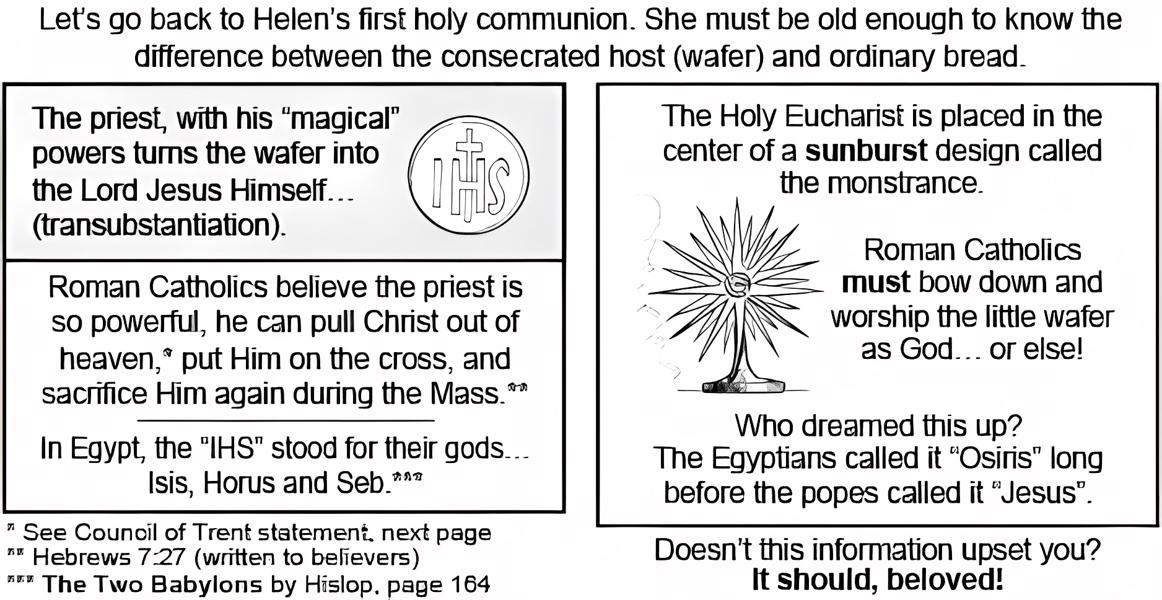 Let's go back to Helen's first holy communion. She must be old enough to know the
difference between the consecrated host (wafer) and ordinary bread.
The priest, with his "magical"
powers turns the wafer into
the Lord Jesus Himself...
(transubstantiation).
IHS
Roman Catholics believe the priest is
so powerful, he can pull Christ out of
heaven,* put Him on the cross, and
sacrifice Him again during the Mass.**
In Egypt, the "IHS" stood for their gods...
Isis, Horus and Seb.***
* See Council of Trent statement, next page
** Hebrews 7:27 (written to believers)
*** The Two Babylons by Hislop, page 164
The Holy Eucharist is placed in the
center of a sunburst design called
the monstrance.
Roman Catholics
must bow down and
worship the little wafer
as God... or else!
Who dreamed this up?
The Egyptians called it "Osiris" long
before the popes called it "Jesus".
Doesn't this information upset you?
It should, beloved!